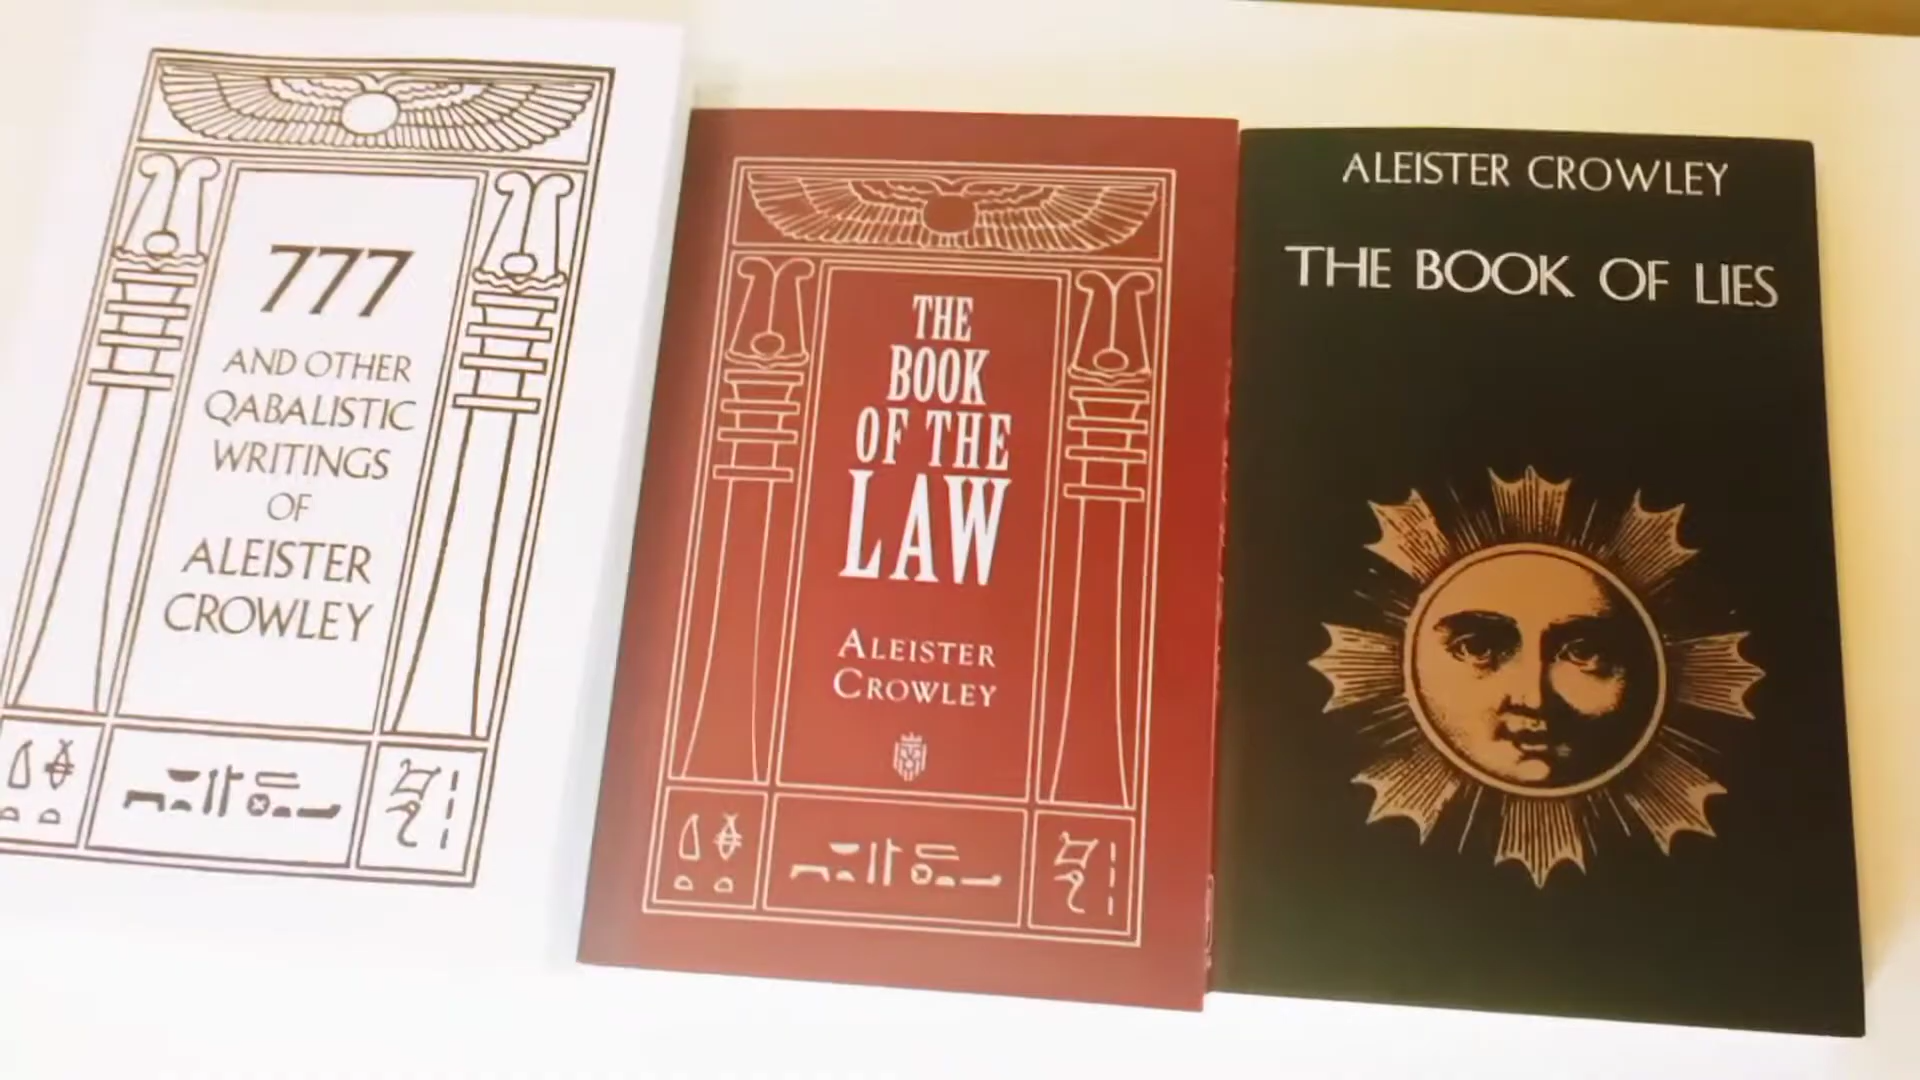 777
AND OTHER
QABALISTIC
WRITINGS
OF
ALEISTER
CROWLEY
THE
BOOK
OF THE
LAW
ALEISTER
CROWLEY
ALEISTER CROWLEY
THE BOOK OF LIES